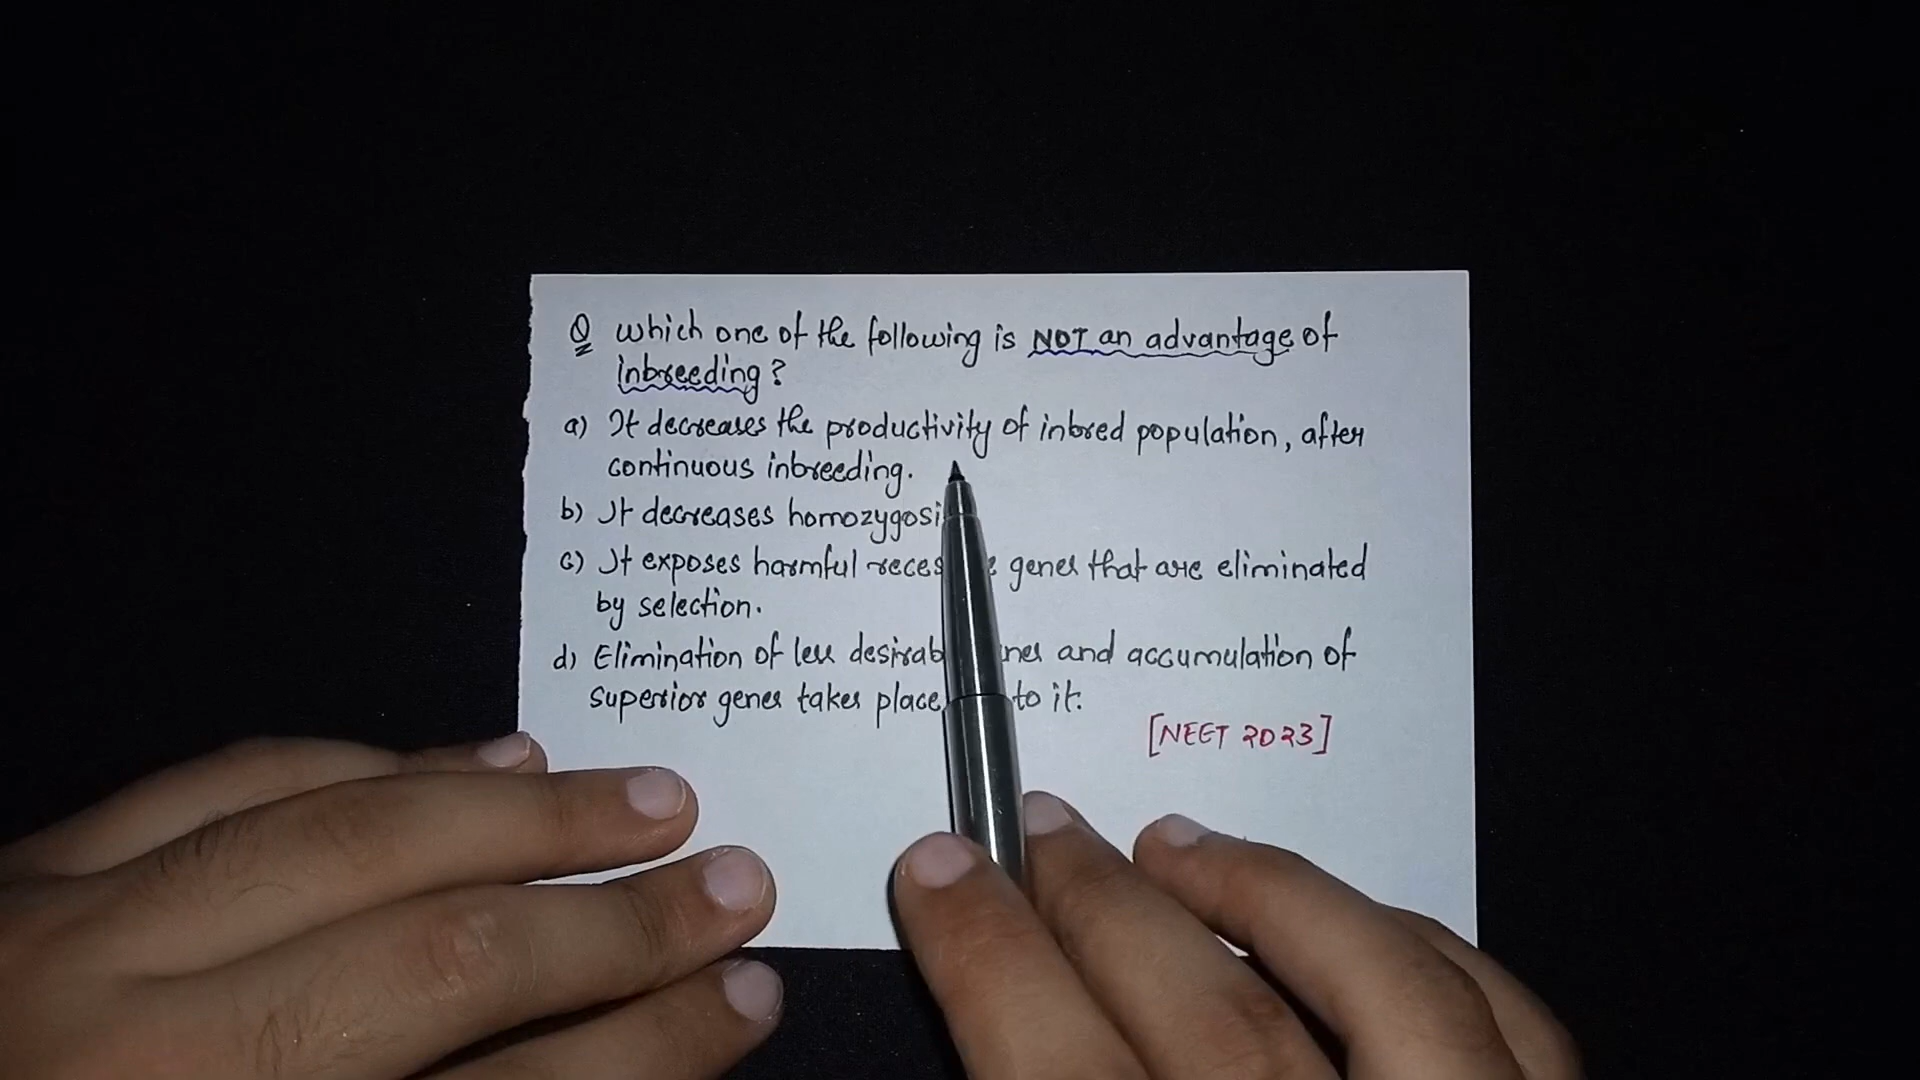 Q which one of the following is NOT an advantage of
inbreeding?
a) It decreases the productivity of inbred population, after
continuous inbreeding.
b) It decreases
c) It exposes harmful genes that are eliminated
by selection.
d) Elimination of less and accumulation of
superior genes takes place to it.
[NEET 2023]